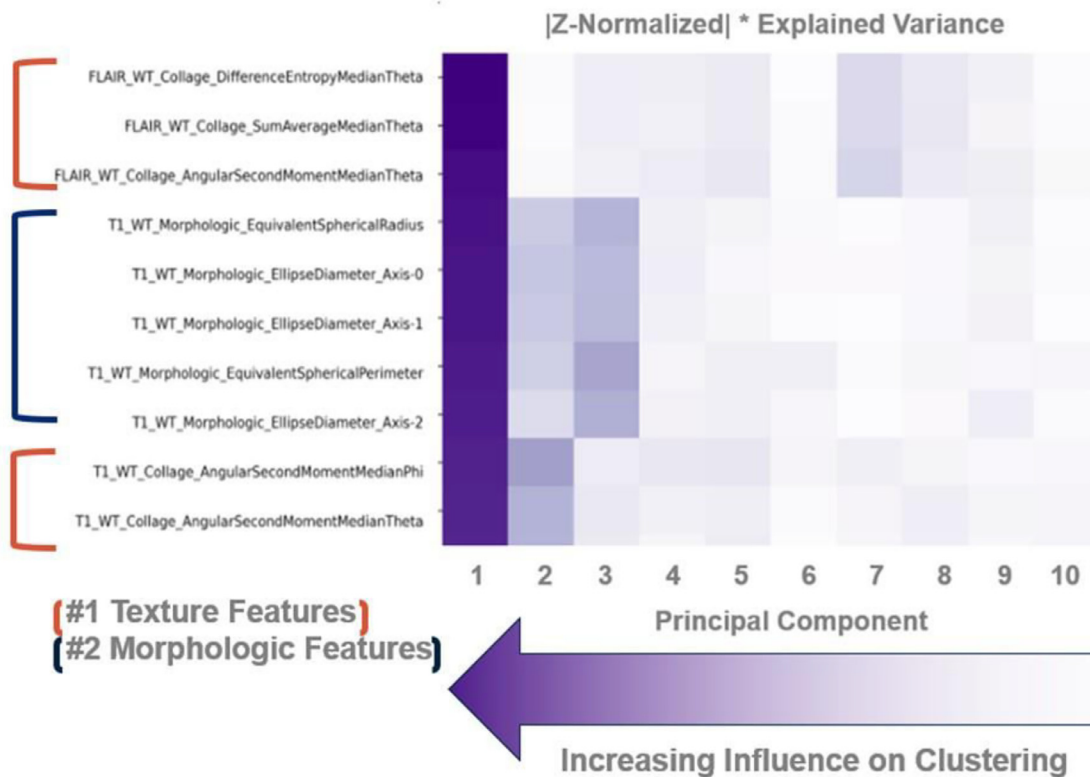 |Z-Normalized| * Explained Variance
FLAIR_WT_Collage_DifferenceEntropyMedianTheta
FLAIR_WT_Collage_SumAverageMedianTheta
FLAIR_WT_Collage_AngularSecondMomentMedianTheta
T1_WT_Morphologic_EquivalentSphericalRadius
T1_WT_Morphologic_EllipseDiameter_Axis-0
T1_WT_Morphologic_EllipseDiameter_Axis-1
T1_WT_Morphologic_EquivalentSphericalPerimeter
T1_WT_Morphologic_EllipseDiameter_Axis-2
T1_WT_Collage_AngularSecondMomentMedianPhi
T1_WT_Collage_AngularSecondMomentMedianTheta
1 2 3 4 5 6 7 8 9 10
#1 Texture Features
Principal Component
#2 Morphologic Features
Increasing Influence on Clustering